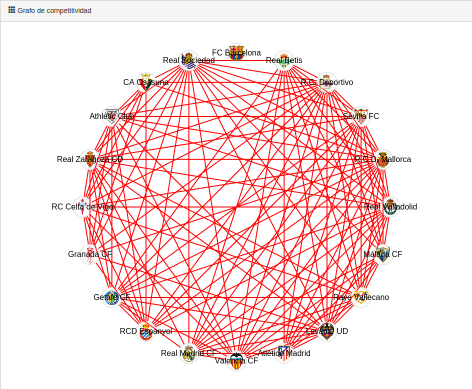 Grafo de competitividad
FC Barcelona
Real Sociedad
Real Betis
CA Osasuna
R.C. Deportivo
Athletic Club
Sevilla FC
Real Zaragoza CD
R.C.D. Mallorca
RC Celta de Vigo
Real Valladolid
Granada CF
Málaga CF
Getafe CF
Rayo Vallecano
RCD Espanyol
Levante UD
Real Madrid CF
Atlético Madrid
Valencia CF